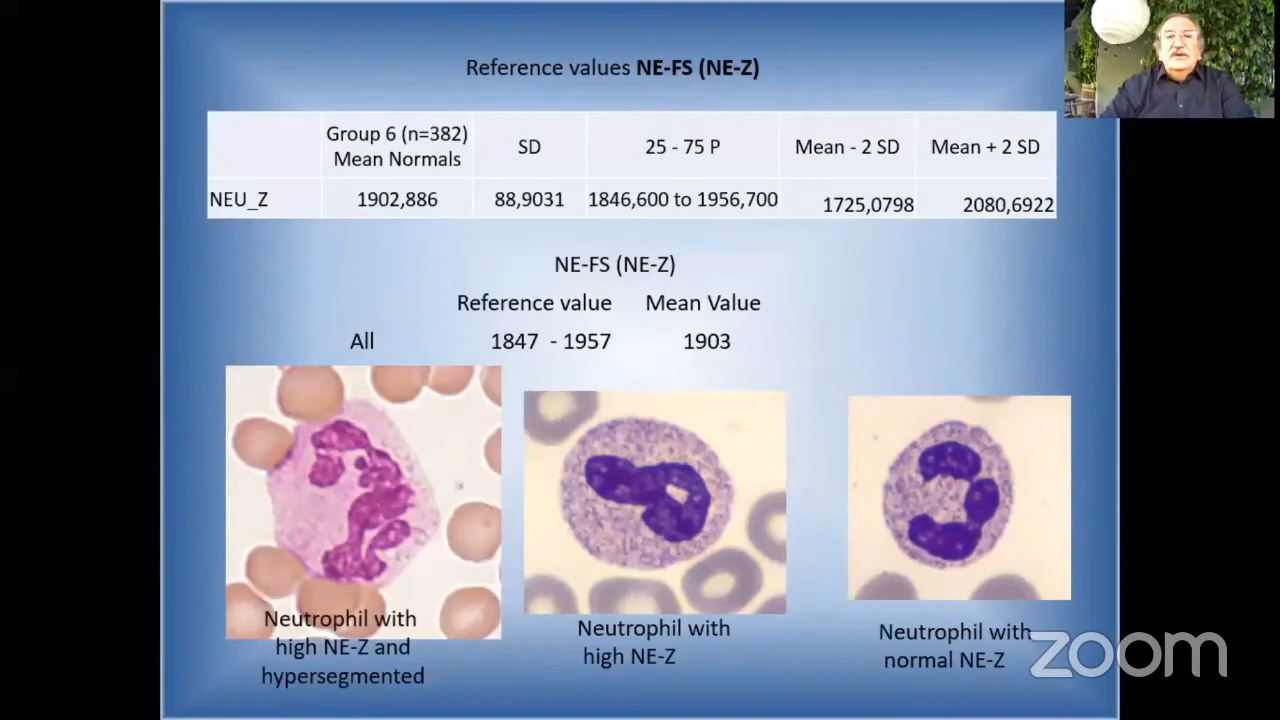 Reference values NE-FS (NE-Z)
Group 6 (n=382)
Mean Normals
SD
25 - 75 P
Mean - 2 SD
Mean + 2 SD
NEU_Z
1902,886
88,9031
1846,600 to 1956,700
1725,0798
2080,6922
NE-FS (NE-Z)
Reference value
Mean Value
All
1847 - 1957
1903
Neutrophil with
high NE-Z and
hypersegmented
Neutrophil with
high NE-Z
Neutrophil with
normal NE-Z
zoom